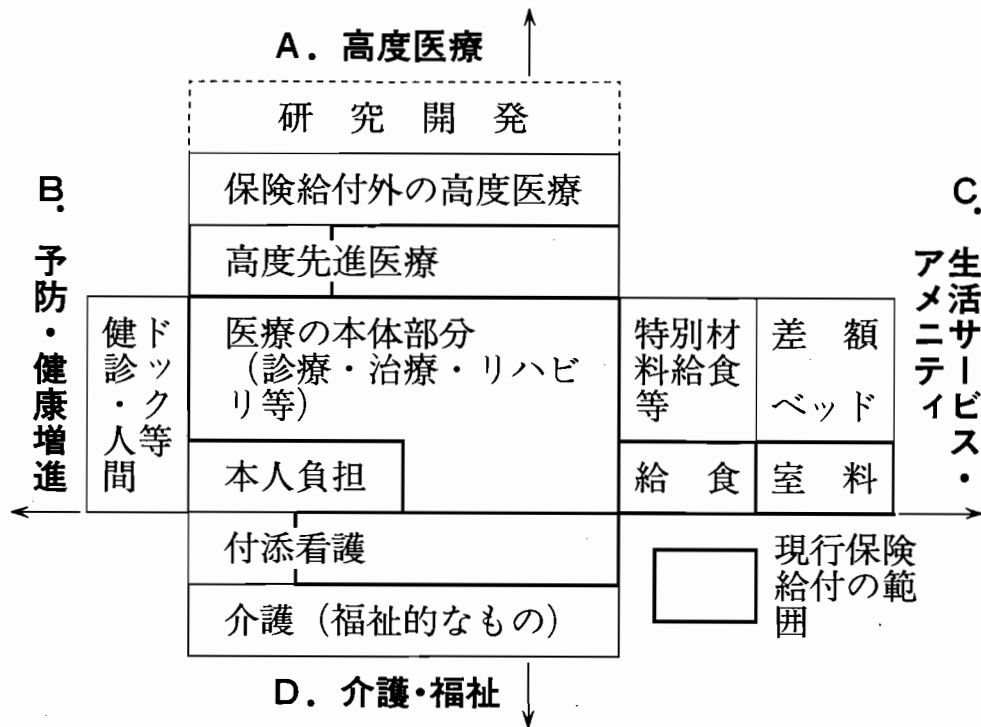 A. 高度医療
研究開発
保険給付外の高度医療
高度先進医療
B. 予防・健康増進
健診・人間
ドック等
医療の本体部分
（診療・治療・リハビ
リ等）
本人負担
特別材
料給食
等
差額
ベッド
給食
室料
C. 生活サービス・
アメニティ
付添看護
介護（福祉的なもの）
現行保険
給付の範
囲
D. 介護・福祉